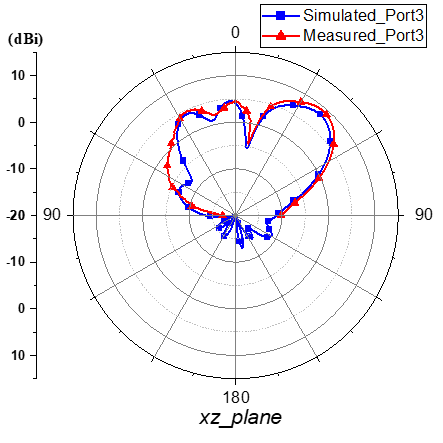 Simulated_Port3
Measured_Port3
(dBi)
0
10
0
-10
-20
90
90
-10
0
10
180
xz_plane